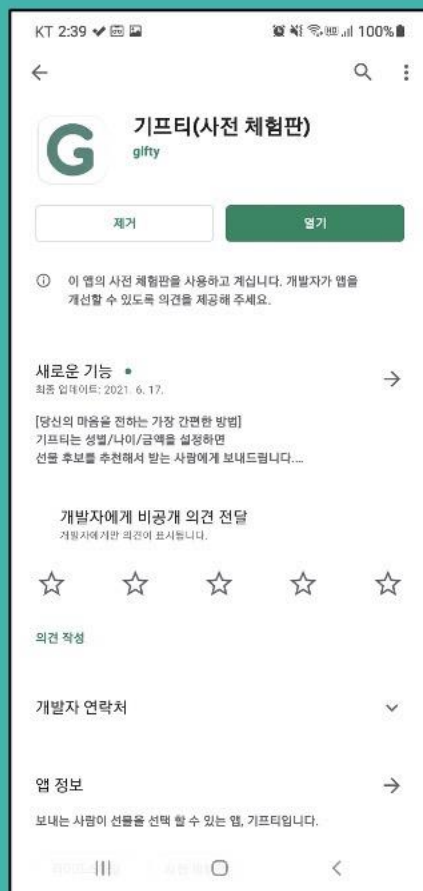 KT 2:39
100%
기프티(사전 체험판)
gifty
G
제거
열기
이 앱의 사전 체험판을 사용하고 계십니다. 개발자가 앱을
개선할 수 있도록 의견을 제공해 주세요.
새로운 기능
최종 업데이트: 2021. 6. 17.
[당신의 마음을 전하는 가장 간편한 방법]
기프티는 성별/나이/금액을 설정하면
선물 후보를 추천해서 받는 사람에게 보내드립니다....
개발자에게 비공개 의견 전달
개발자에게만 의견이 표시됩니다.
의견 작성
개발자 연락처
앱 정보
보내는 사람이 선물을 선택 할 수 있는 앱, 기프티입니다.